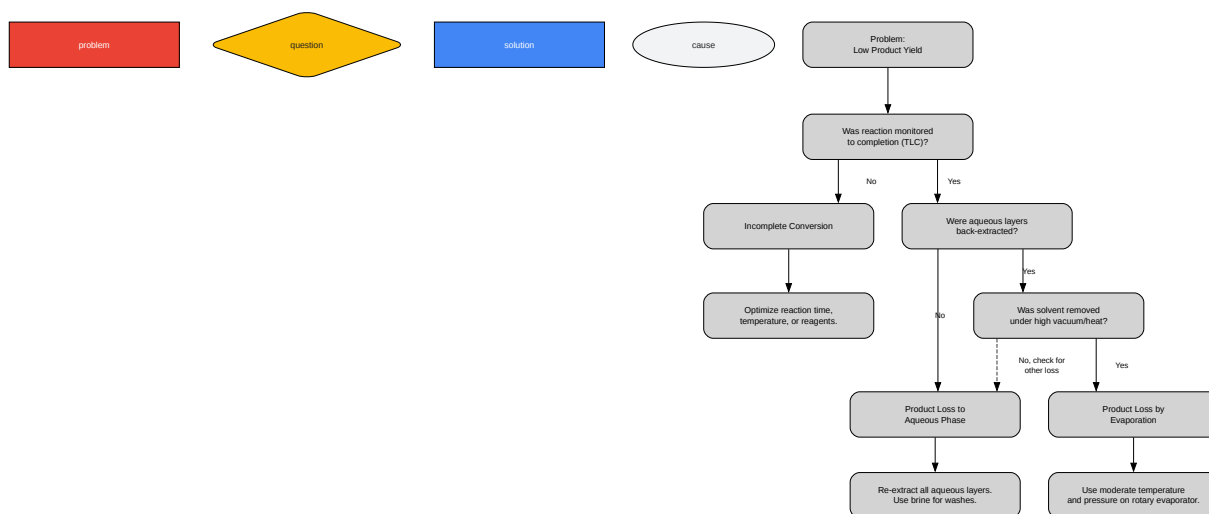 problem
question
solution
cause
Problem:
Low Product Yield
Was reaction monitored
to completion (TLC)?
No
Yes
Incomplete Conversion
Were aqueous layers
back-extracted?
Yes
Optimize reaction time,
temperature, or reagents.
Was solvent removed
under high vacuum/heat?
No
No, check for
other loss
Yes
Product Loss to
Aqueous Phase
Product Loss by
Evaporation
Re-extract all aqueous layers.
Use brine for washes.
Use moderate temperature
and pressure on rotary evaporator.